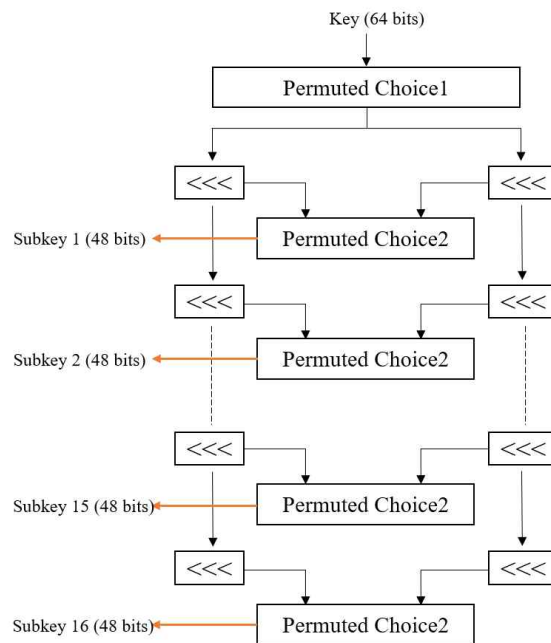 Key (64 bits)
Permuted Choice1
<<< <<<
Subkey 1 (48 bits) Permuted Choice2
<<< <<<
Subkey 2 (48 bits) Permuted Choice2
<<< <<<
Subkey 15 (48 bits) Permuted Choice2
<<< <<<
Subkey 16 (48 bits) Permuted Choice2